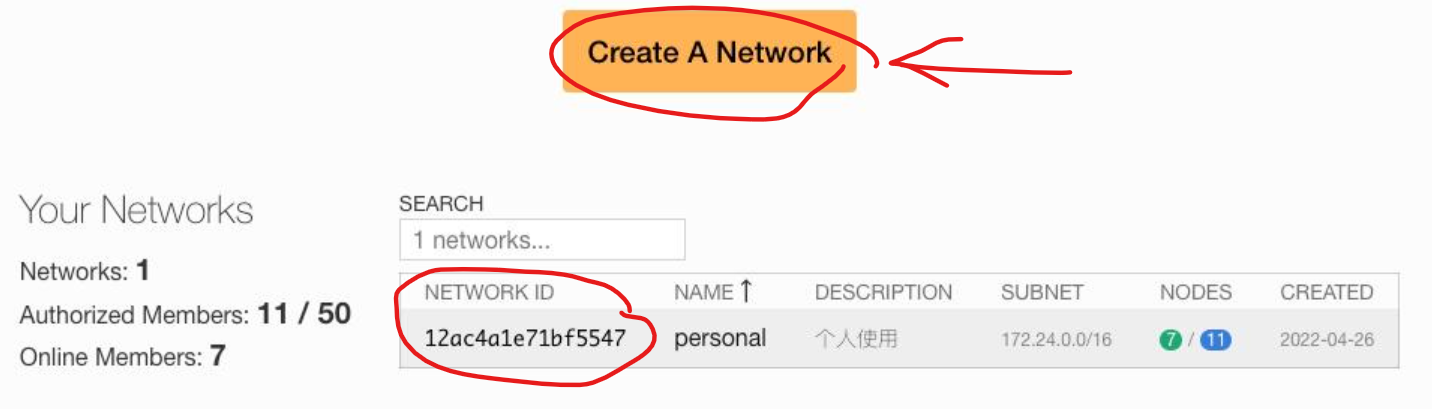 Create A Network
Your Networks
Networks: 1
Authorized Members: 11 / 50
Online Members: 7
SEARCH
1 networks...
NETWORK ID NAME ↑ DESCRIPTION SUBNET NODES CREATED
12ac4a1e71bf5547 personal 个人使用 172.24.0.0/16 7 / 11 2022-04-26